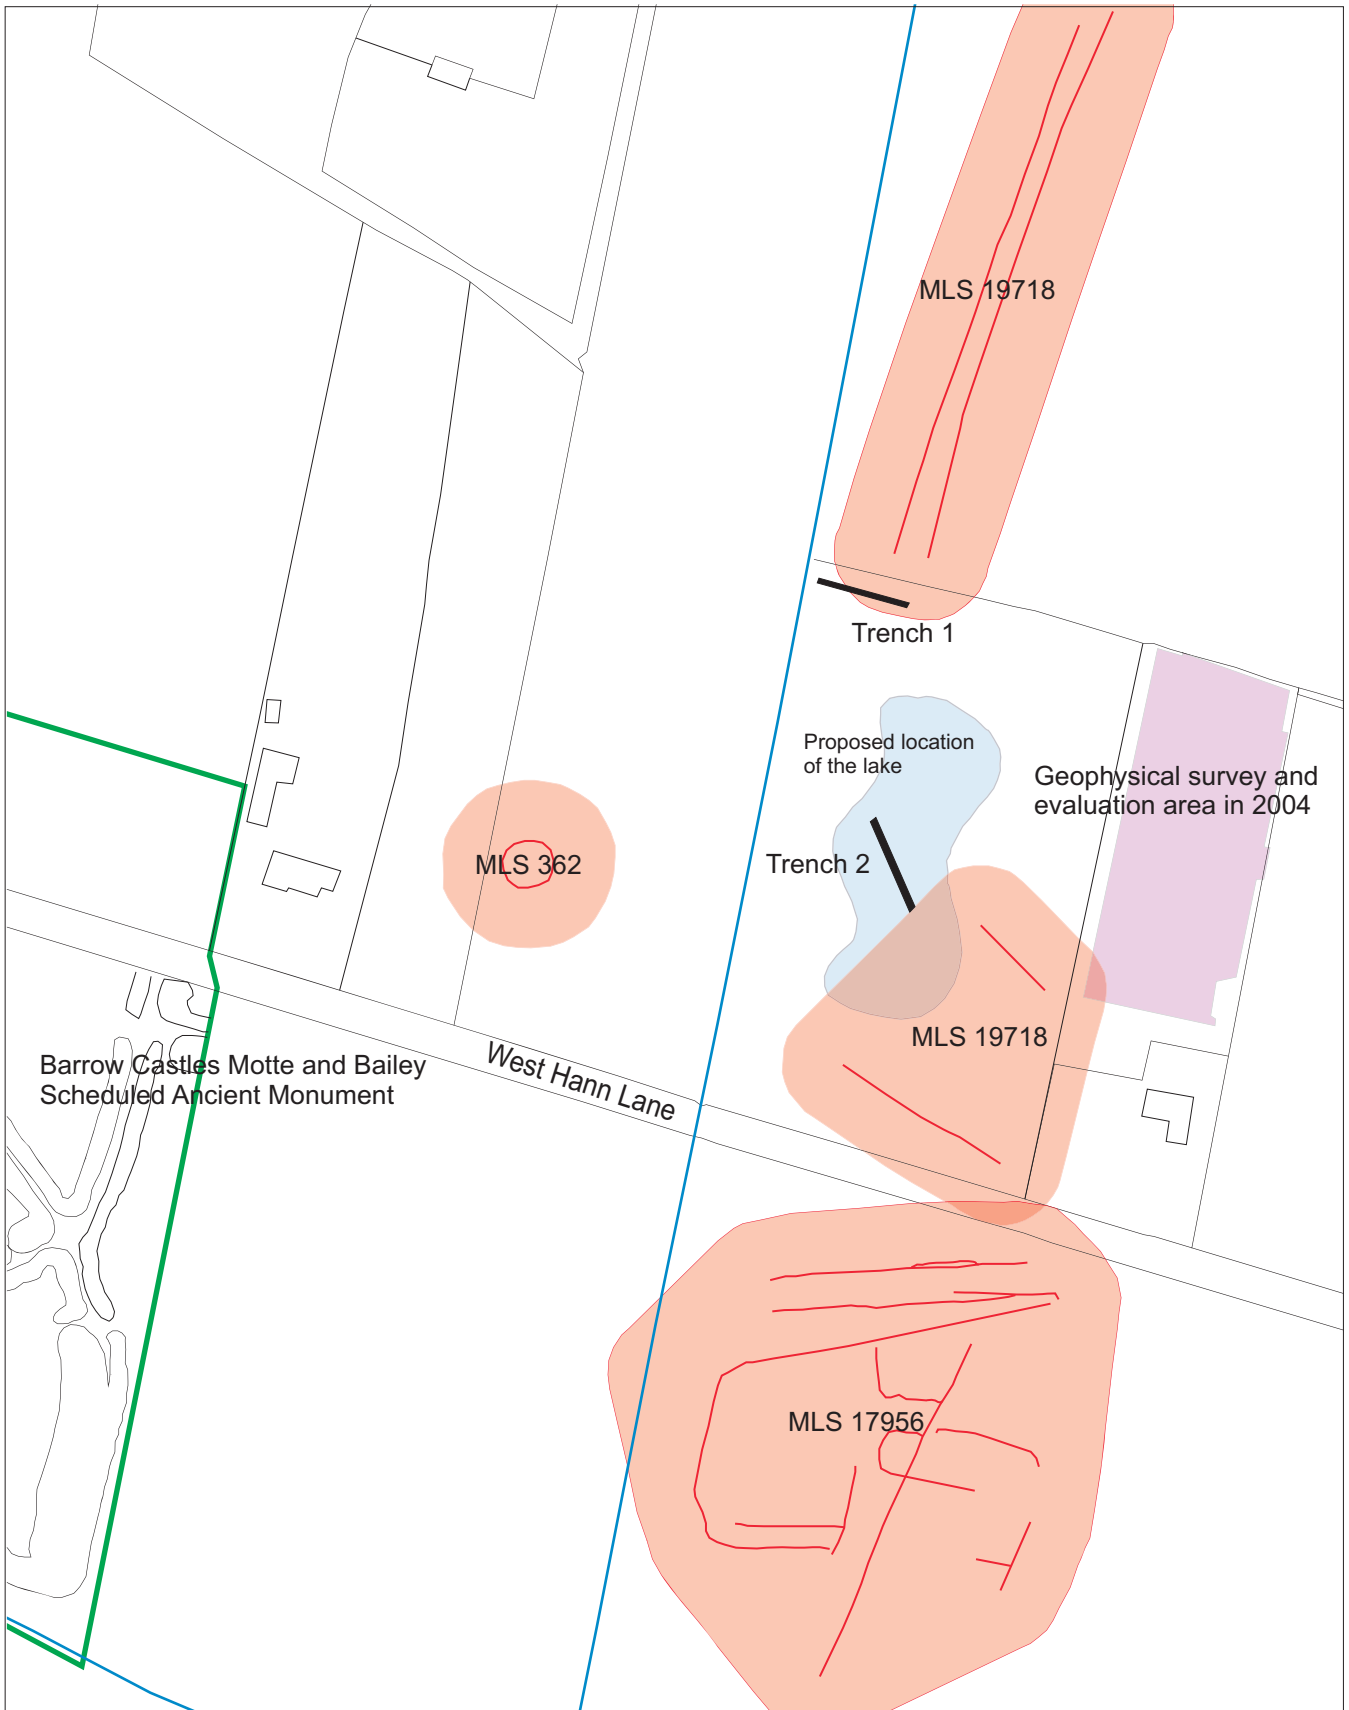 MLS 19718
Trench 1
Proposed location
of the lake
Geophysical survey and
evaluation area in 2004
MLS 362
Trench 2
MLS 19718
Barrow Castles Motte and Bailey
Scheduled Ancient Monument
West Hann Lane
MLS 17956